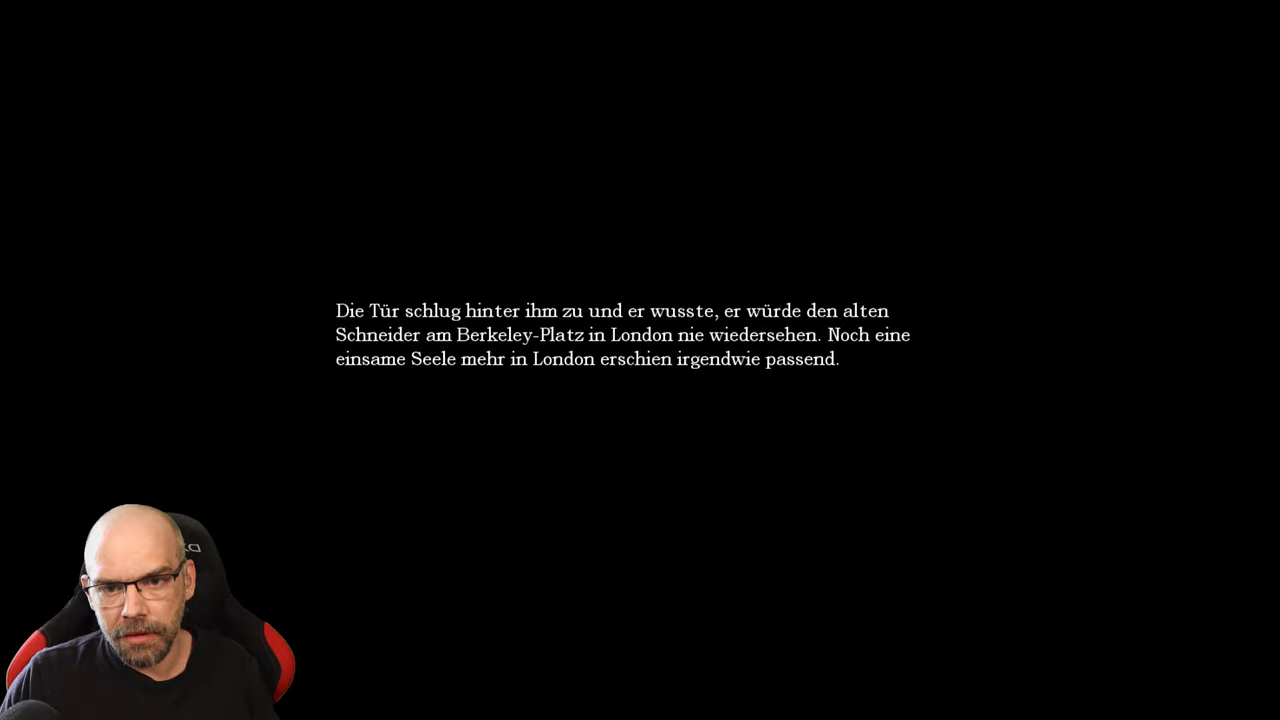 Die Tür schlug hinter ihm zu und er wusste, er würde den alten
Schneider am Berkeley-Platz in London nie wiedersehen. Noch eine
einsame Seele mehr in London erschien irgendwie passend.